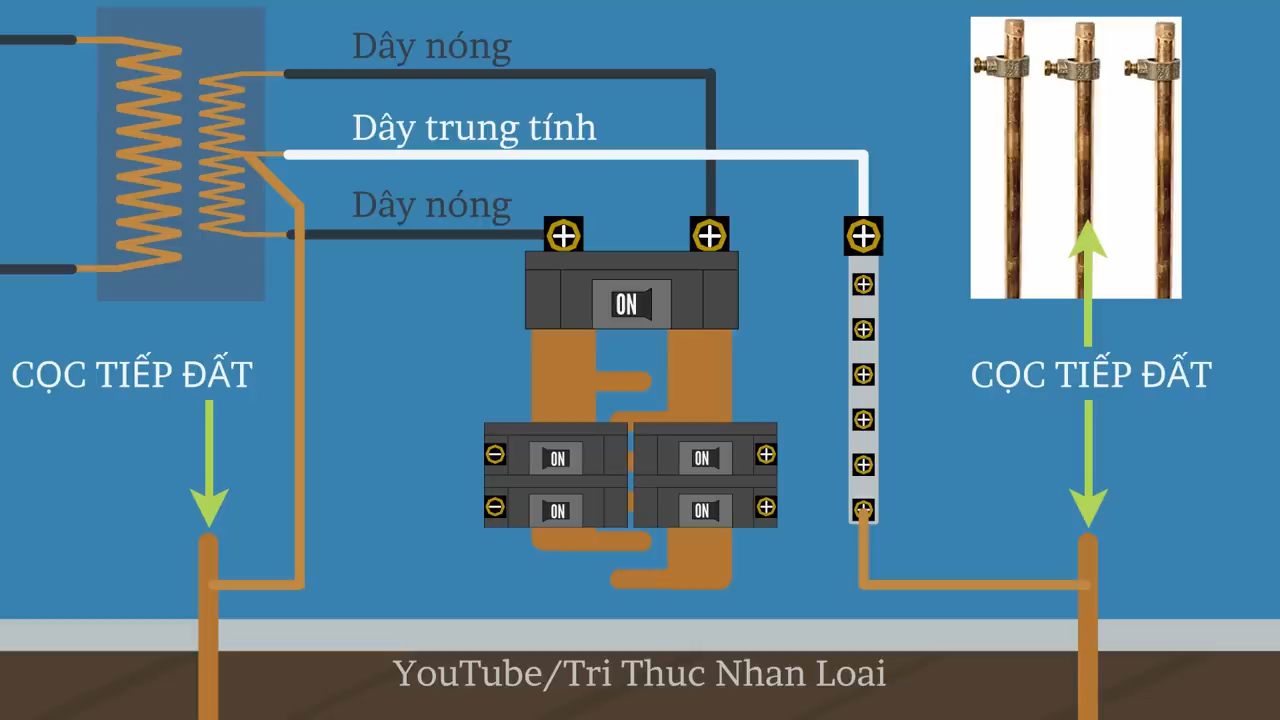 Dây nóng
Dây trung tính
Dây nóng
ON
CỌC TIẾP ĐẤT
CỌC TIẾP ĐẤT
ON
ON
ON
ON
YouTube/Tri Thuc Nhan Loai